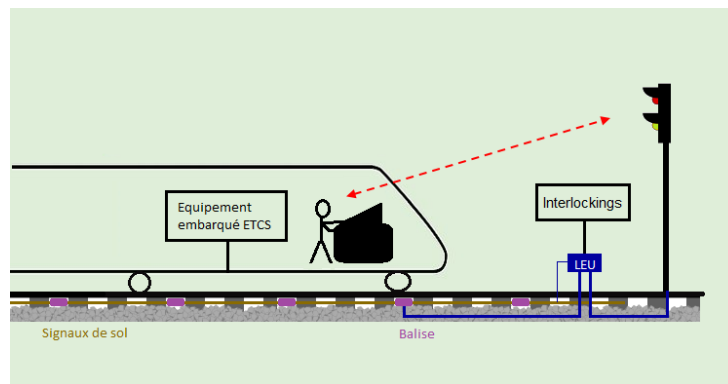 Equipement
embarqué ETCS
Interlockings
LEU
Signaux de sol
Balise